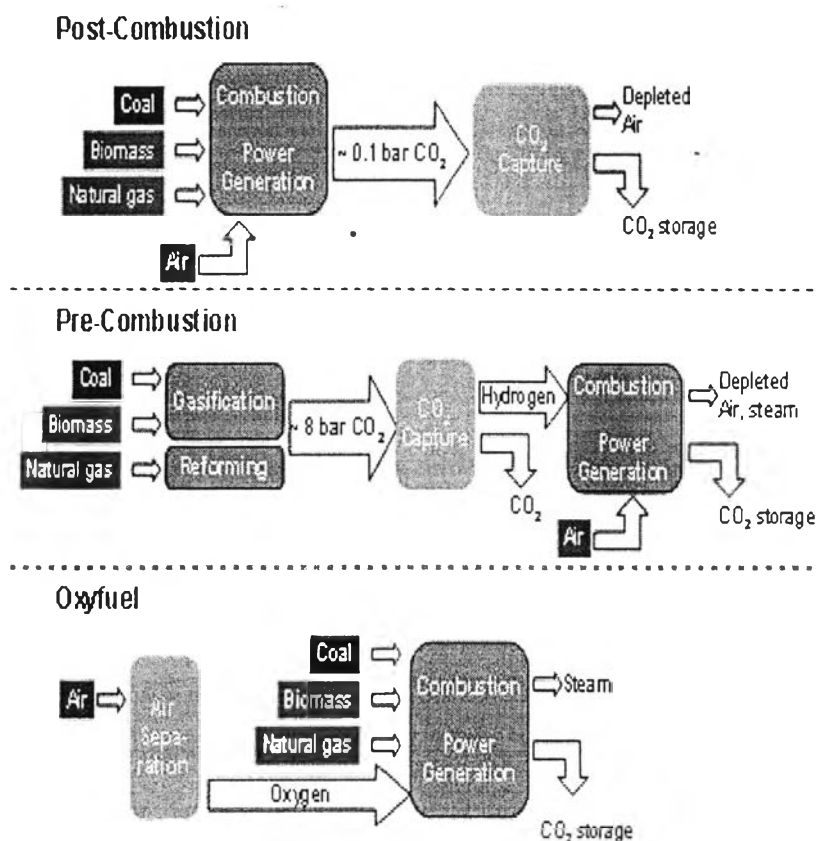 Post-Combustion
Coal
Biomass
Natural gas
Combustion
Power
Generation
Air
~ 0.1 bar CO₂
CO₂
Capture
Depleted
Air
CO₂ storage
Pre-Combustion
Coal
Biomass
Natural gas
Gasification
Reforming
~ 8 bar CO₂
CO₂
Capture
Hydrogen
CO₂
Combustion
Power
Generation
Air
Depleted
Air, steam
CO₂ storage
Oxyfuel
Air
Air
Sepa-
ration
Coal
Biomass
Natural gas
Oxygen
Combustion
Power
Generation
Steam
CO₂ storage